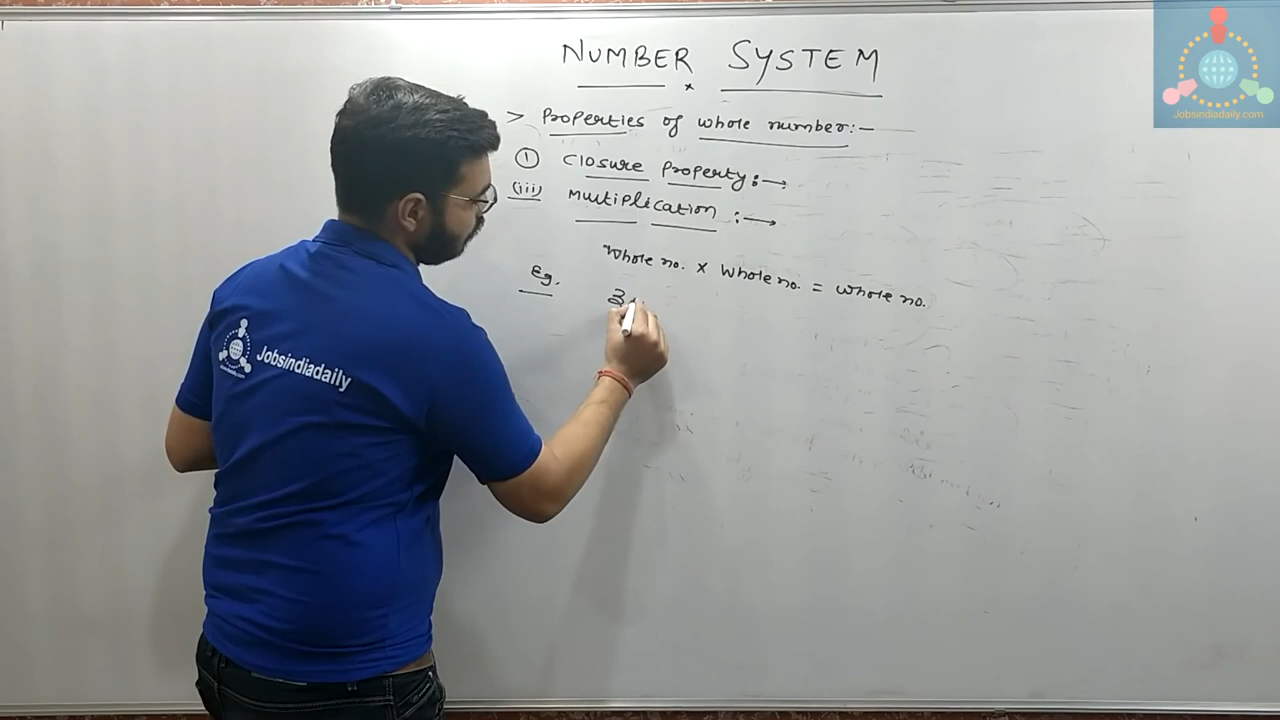 NUMBER SYSTEM
> Properties of whole number:-
① Closure Property:→
(iii) Multiplication :→
Whole no. x Whole no. = Whole no.
Eg. 3
Jobsindiadaily
Jobsindiadaily.com